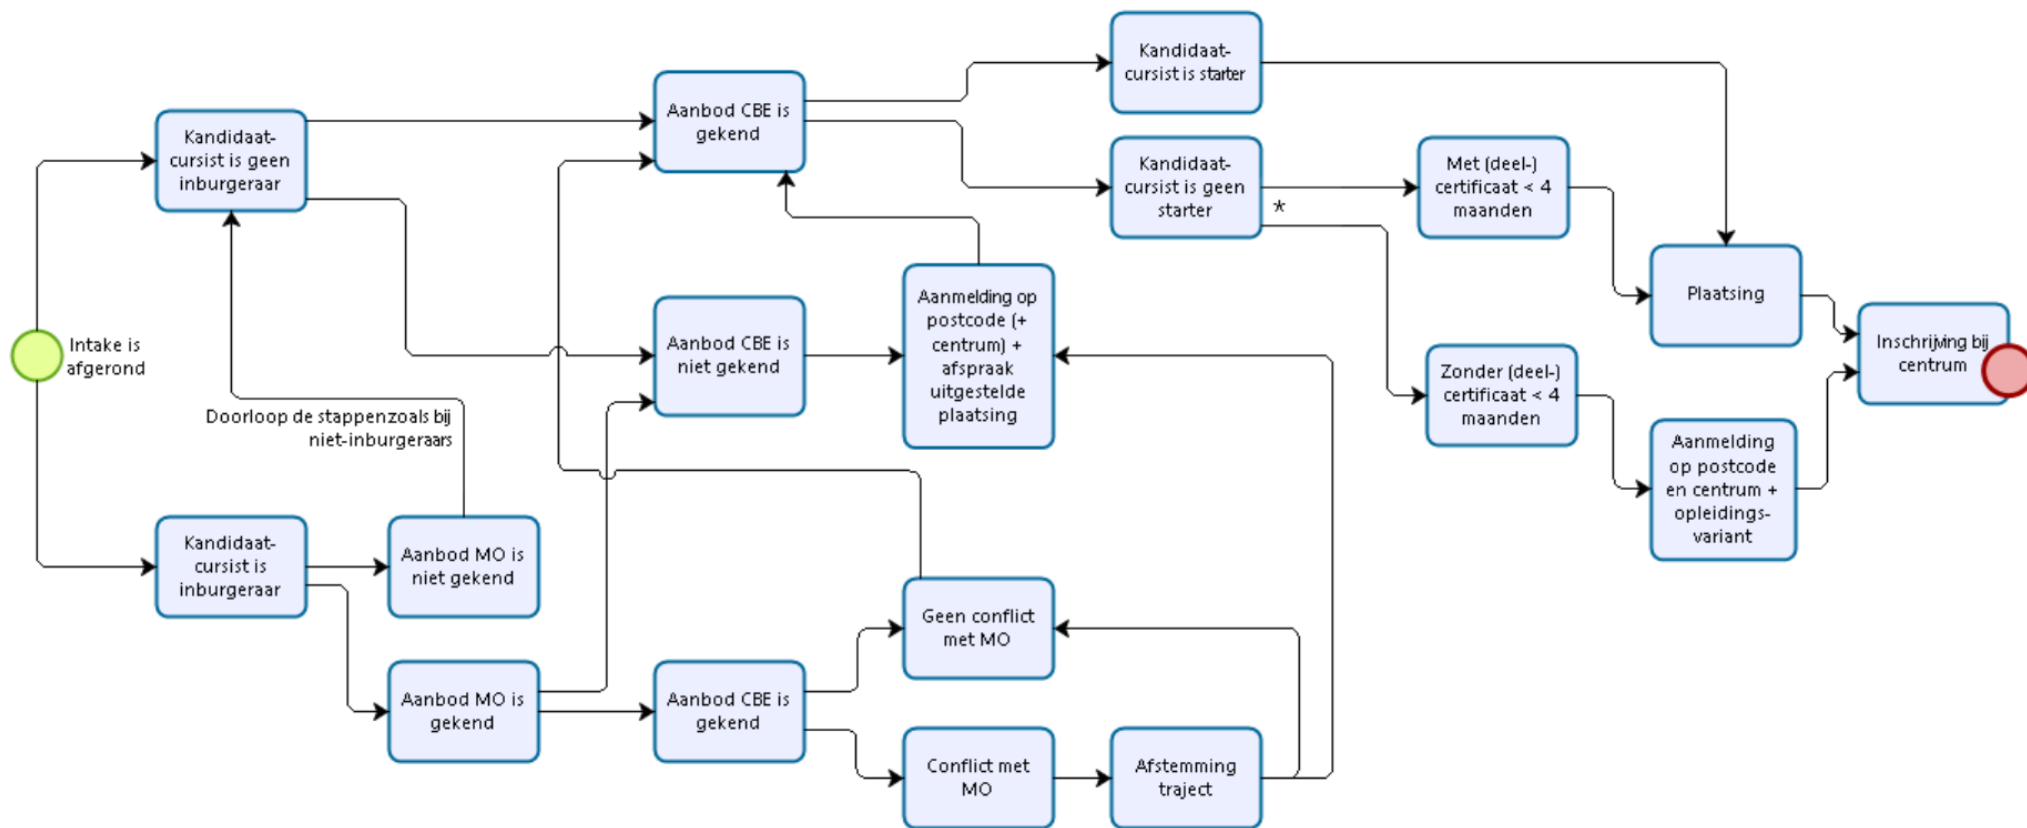 Kandidaat-
cursist is starter
Aanbod CBE is
gekend
Kandidaat-
cursist is geen
inburgeraar
Kandidaat-
cursist is geen
starter
*
Met (deel-)
certificaat < 4
maanden
Aanmelding op
postcode (+
centrum) +
afspraak
uitgestelde
plaatsing
Plaatsing
Intake is
afgerond
Aanbod CBE is
niet gekend
Inschrijving bij
centrum
Zonder (deel-)
certificaat < 4
maanden
Doorloop de stappenzoals bij
niet-inburgeraars
Aanmelding
op postcode
en centrum +
opleidings-
variant
Kandidaat-
cursist is
inburgeraar
Aanbod MO is
niet gekend
Geen conflict
met MO
Aanbod MO is
gekend
Aanbod CBE is
gekend
Conflict met
MO
Afstemming
traject